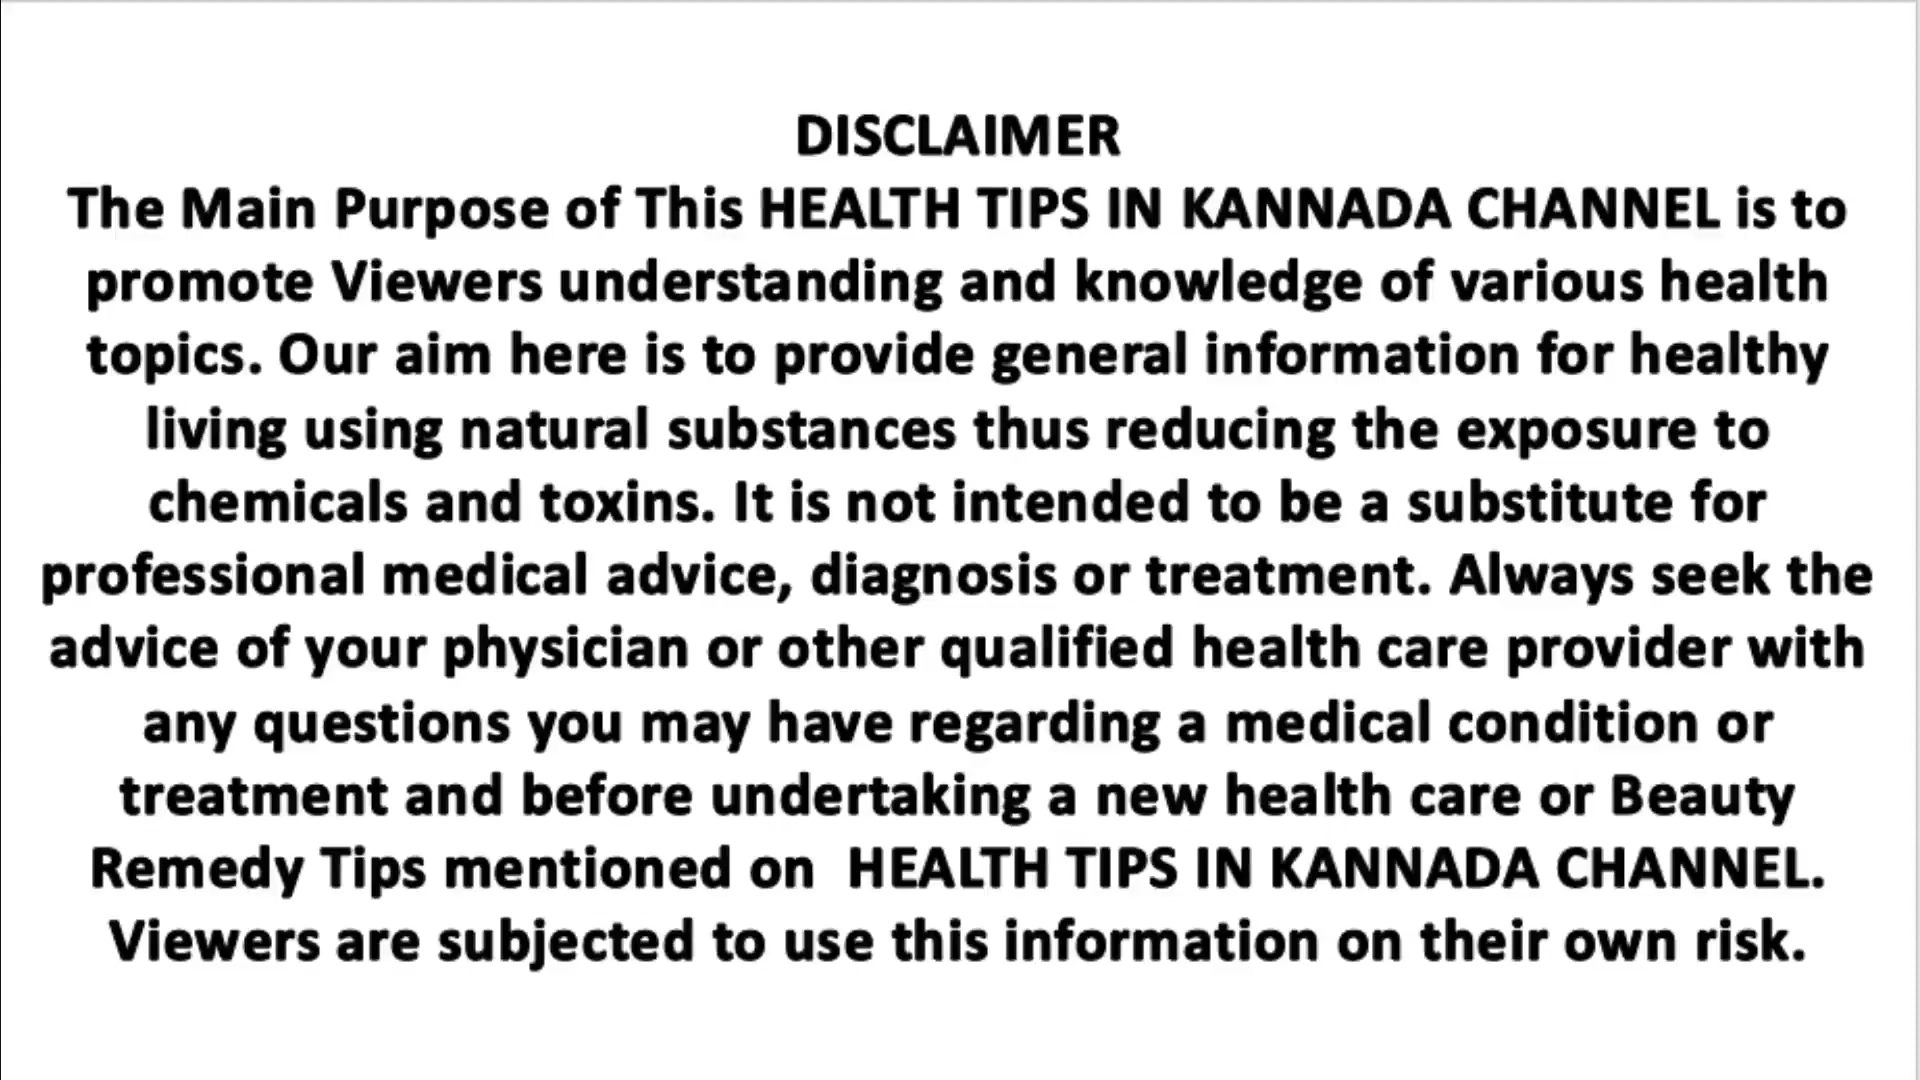 DISCLAIMER
The Main Purpose of This HEALTH TIPS IN KANNADA CHANNEL is to
promote Viewers understanding and knowledge of various health
topics. Our aim here is to provide general information for healthy
living using natural substances thus reducing the exposure to
chemicals and toxins. It is not intended to be a substitute for
professional medical advice, diagnosis or treatment. Always seek the
advice of your physician or other qualified health care provider with
any questions you may have regarding a medical condition or
treatment and before undertaking a new health care or Beauty
Remedy Tips mentioned on  HEALTH TIPS IN KANNADA CHANNEL.
Viewers are subjected to use this information on their own risk.